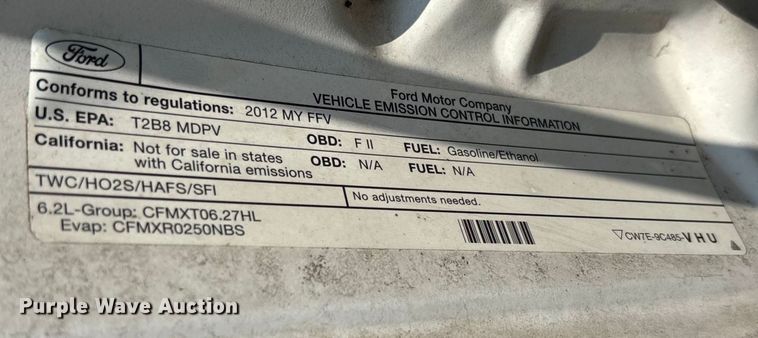 Ford
Ford Motor Company
VEHICLE EMISSION CONTROL INFORMATION
Conforms to regulations: 2012 MY FFV
U.S. EPA: T2B8 MDPV OBD: F II FUEL: Gasoline/Ethanol
California: Not for sale in states with California emissions OBD: N/A FUEL: N/A
TWC/HO2S/HAFS/SFI No adjustments needed.
6.2L-Group: CFMXT06.27HL
Evap: CFMXR0250NBS
CW7E-9C485-VHU
Purple Wave Auction